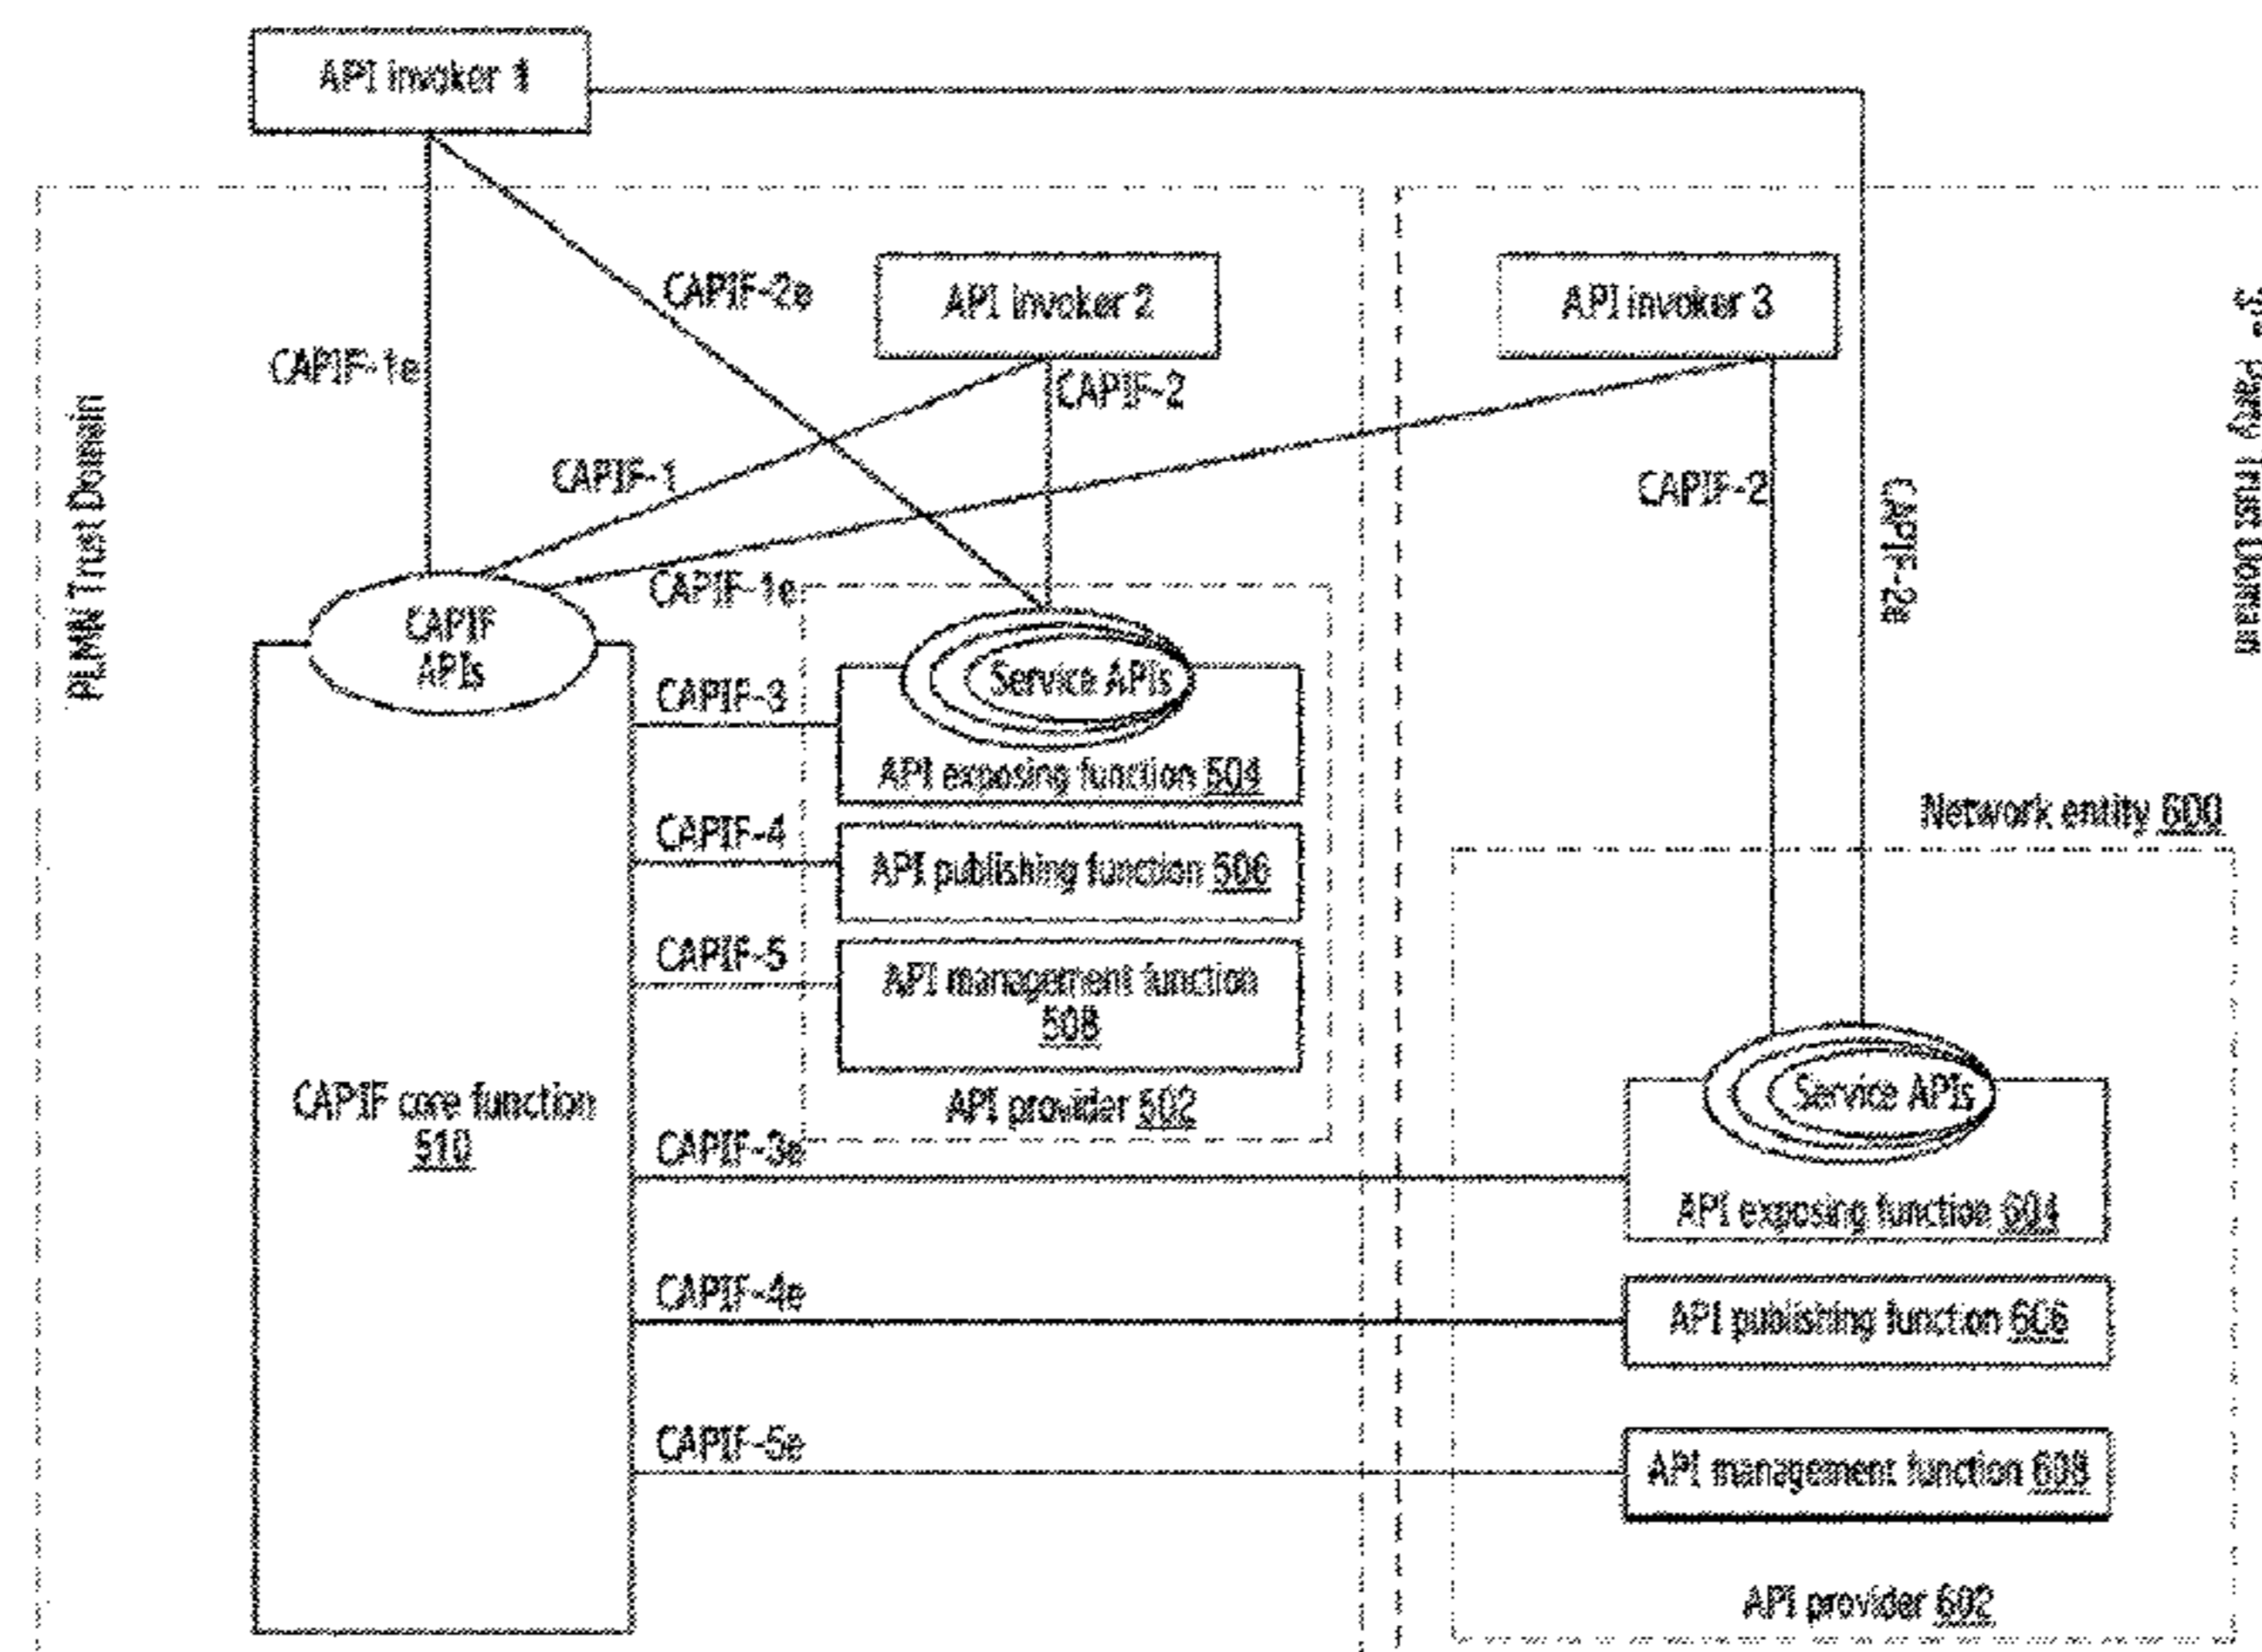 API invoker 1
CAPIF-2e
API invoker 2
API invoker 3
CAPIF-1e
CAPIF-2
PLMN Trust Domain
CAPIF-1
CAPIF-2
CAPIF-2e
Party Trust Domain
CAPIF-1e
CAPIF
APIs
Service APIs
CAPIF-3
API exposing function 504
CAPIF-4
API publishing function 506
Network entity 600
CAPIF-5
API management function
508
CAPIF core function
510
API provider 502
Service APIs
CAPIF-3e
API exposing function 604
CAPIF-4e
API publishing function 606
CAPIF-5e
API management function 608
API provider 602